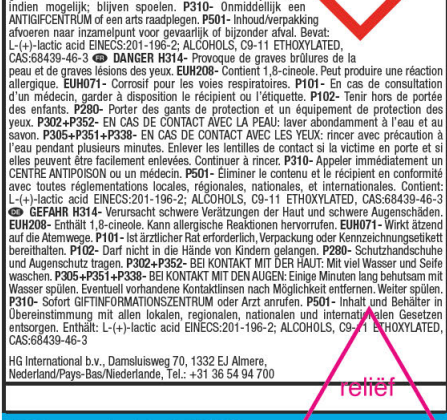 indien mogelijk; blijven spoelen. P310- Onmiddellijk een
ANTIGIFCENTRUM of een arts raadplegen. P501- Inhoud/verpakking
afvoeren naar inzamelpunt voor gevaarlijk of bijzonder afval. Bevat:
L-(+)-lactic acid EINECS:201-196-2; ALCOHOLS, C9-11 ETHOXYLATED,
CAS:68439-46-3 FR DANGER H314- Provoque de graves brûlures de la
peau et de graves lésions des yeux. EUH208- Contient 1,8-cineole. Peut produire une réaction
allergique. EUH071- Corrosif pour les voies respiratoires. P101- En cas de consultation
d'un médecin, garder à disposition le récipient ou l'étiquette. P102- Tenir hors de portée
des enfants. P280- Porter des gants de protection et un équipement de protection des
yeux. P302+P352- EN CAS DE CONTACT AVEC LA PEAU: laver abondamment à l'eau et au
savon. P305+P351+P338- EN CAS DE CONTACT AVEC LES YEUX: rincer avec précaution à
l'eau pendant plusieurs minutes. Enlever les lentilles de contact si la victime en porte et si
elles peuvent être facilement enlevées. Continuer à rincer. P310- Appeler immédiatement un
CENTRE ANTIPOISON ou un médecin. P501- Éliminer le contenu et le récipient en conformité
avec toutes réglementations locales, régionales, nationales, et internationales. Contient:
L-(+)-lactic acid EINECS:201-196-2; ALCOHOLS, C9-11 ETHOXYLATED, CAS:68439-46-3
DE GEFAHR H314- Verursacht schwere Verätzungen der Haut und schwere Augenschäden.
EUH208- Enthält 1,8-cineole. Kann allergische Reaktionen hervorrufen. EUH071- Wirkt ätzend
auf die Atemwege. P101- Ist ärztlicher Rat erforderlich, Verpackung oder Kennzeichnungsetikett
bereithalten. P102- Darf nicht in die Hände von Kindern gelangen. P280- Schutzhandschuhe
und Augenschutz tragen. P302+P352- BEI KONTAKT MIT DER HAUT: Mit viel Wasser und Seife
waschen. P305+P351+P338- BEI KONTAKT MIT DEN AUGEN: Einige Minuten lang behutsam mit
Wasser spülen. Eventuell vorhandene Kontaktlinsen nach Möglichkeit entfernen. Weiter spülen.
P310- Sofort GIFTINFORMATIONSZENTRUM oder Arzt anrufen. P501- Inhalt und Behälter in
Übereinstimmung mit allen lokalen, regionalen, nationalen und internationalen Gesetzen
entsorgen. Enthält: L-(+)-lactic acid EINECS:201-196-2; ALCOHOLS, C9-11 ETHOXYLATED,
CAS:68439-46-3
HG International b.v., Damsluisweg 70, 1332 EJ Almere,
Nederland/Pays-Bas/Niederlande, Tel.: +31 36 54 94 700
reliëf